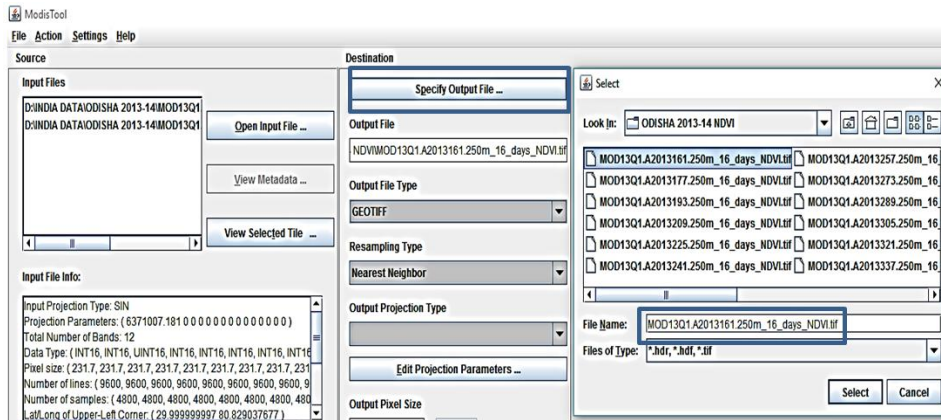 ModisTool
File Action Settings Help
Source
Input Files
D:\INDIA DATA\ODISHA 2013-14\MOD13Q1
D:\INDIA DATA\ODISHA 2013-14\MOD13Q1
Open Input File ...
View Metadata ...
View Selected Tile ...
Input File Info:
Input Projection Type: SIN
Projection Parameters: ( 6371007.181 0 0 0 0 0 0 0 0 0 0 0 0 0 0 )
Total Number of Bands: 12
Data Type: ( INT16, INT16, UINT16, INT16, INT16, INT16, INT16, INT16
Pixel size: ( 231.7, 231.7, 231.7, 231.7, 231.7, 231.7, 231.7, 231
Number of lines: ( 9600, 9600, 9600, 9600, 9600, 9600, 9600, 9
Number of samples: ( 4800, 4800, 4800, 4800, 4800, 4800, 480
Lat/Long of Upper-Left Corner: ( 29.999999997 80.829037677 )
Destination
Specify Output File ...
Output File
NDVI\MOD13Q1.A2013161.250m_16_days_NDVI.tif
Output File Type
GEOTIFF
Resampling Type
Nearest Neighbor
Output Projection Type
Edit Projection Parameters ...
Output Pixel Size
Select
X
Look In: ODISHA 2013-14 NDVI
MOD13Q1.A2013161.250m_16_days_NDVI.tif MOD13Q1.A2013257.250m_16_
MOD13Q1.A2013177.250m_16_days_NDVI.tif MOD13Q1.A2013273.250m_16_
MOD13Q1.A2013193.250m_16_days_NDVI.tif MOD13Q1.A2013289.250m_16_
MOD13Q1.A2013209.250m_16_days_NDVI.tif MOD13Q1.A2013305.250m_16_
MOD13Q1.A2013225.250m_16_days_NDVI.tif MOD13Q1.A2013321.250m_16_
MOD13Q1.A2013241.250m_16_days_NDVI.tif MOD13Q1.A2013337.250m_16_
File Name: MOD13Q1.A2013161.250m_16_days_NDVI.tif
Files of Type: *.hdr, *.hdf, *.tif
Select Cancel